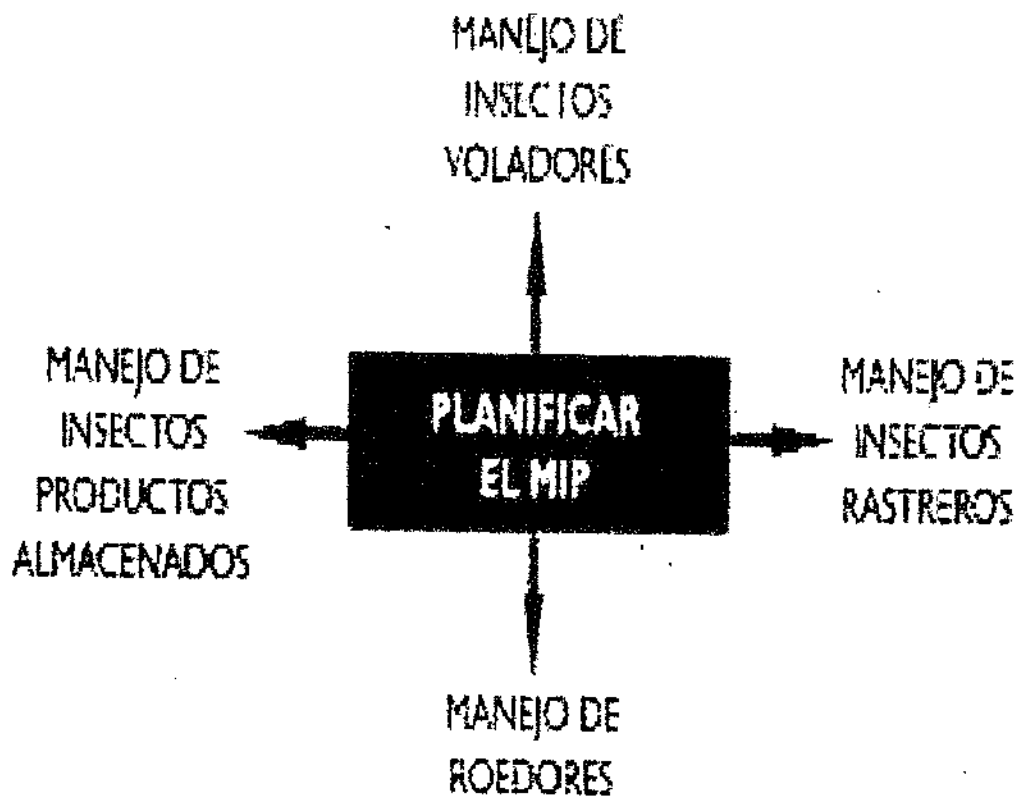 MANEJO DE
INSECTOS
VOLADORES
MANEJO DE
INSECTOS
PRODUCTOS
ALMACENADOS
PLANIFICAR
EL MIP
MANEJO DE
INSECTOS
RASTREROS
MANEJO DE
ROEDORES